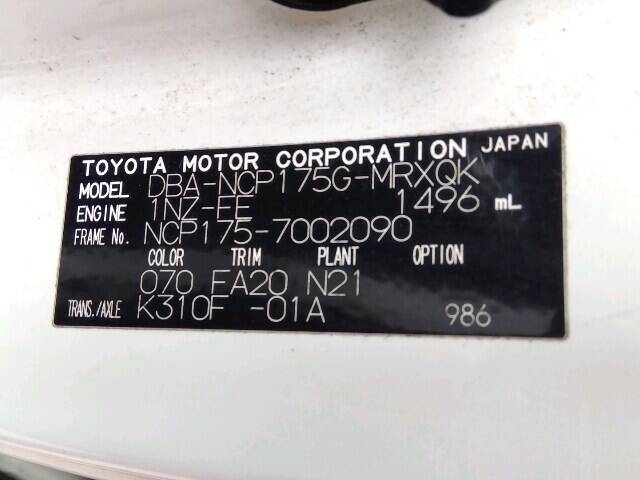 TOYOTA MOTOR CORPORATION JAPAN
MODEL DBA-NCP175G-MRXQK
ENGINE 1NZ-FE 1496 mL
FRAME No. NCP175-7002090
COLOR TRIM PLANT OPTION
070 FA20 N21
TRANS./AXLE K310F -01A 986